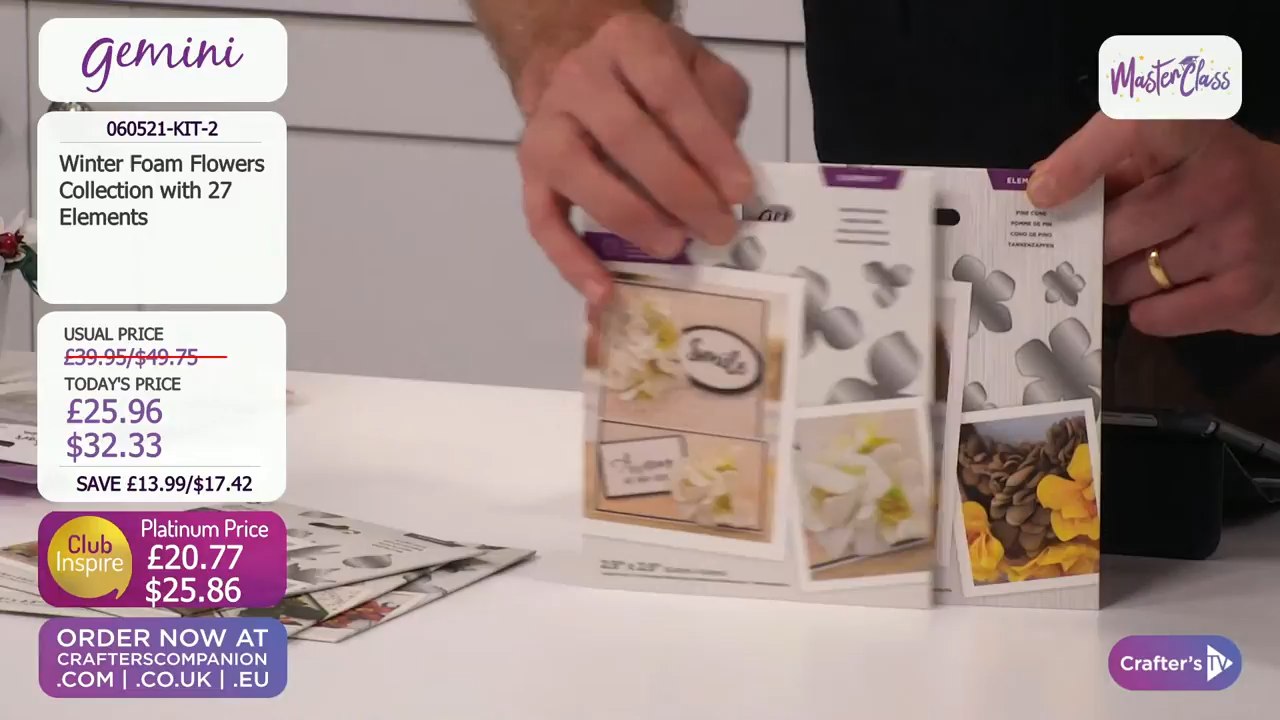 gemini
060521-KIT-2
Winter Foam Flowers
Collection with 27
Elements
USUAL PRICE
£39.95/$49.75
TODAY'S PRICE
£25.96
$32.33
SAVE £13.99/$17.42
Club
Inspire
Platinum Price
£20.77
$25.86
ORDER NOW AT
CRAFTERSCOMPANION
.COM | .CO.UK | .EU
MasterClass
PINE CONE
POMME DE PIN
CONO DE PINO
TANNENZAPFEN
Smile
Crafter's TV